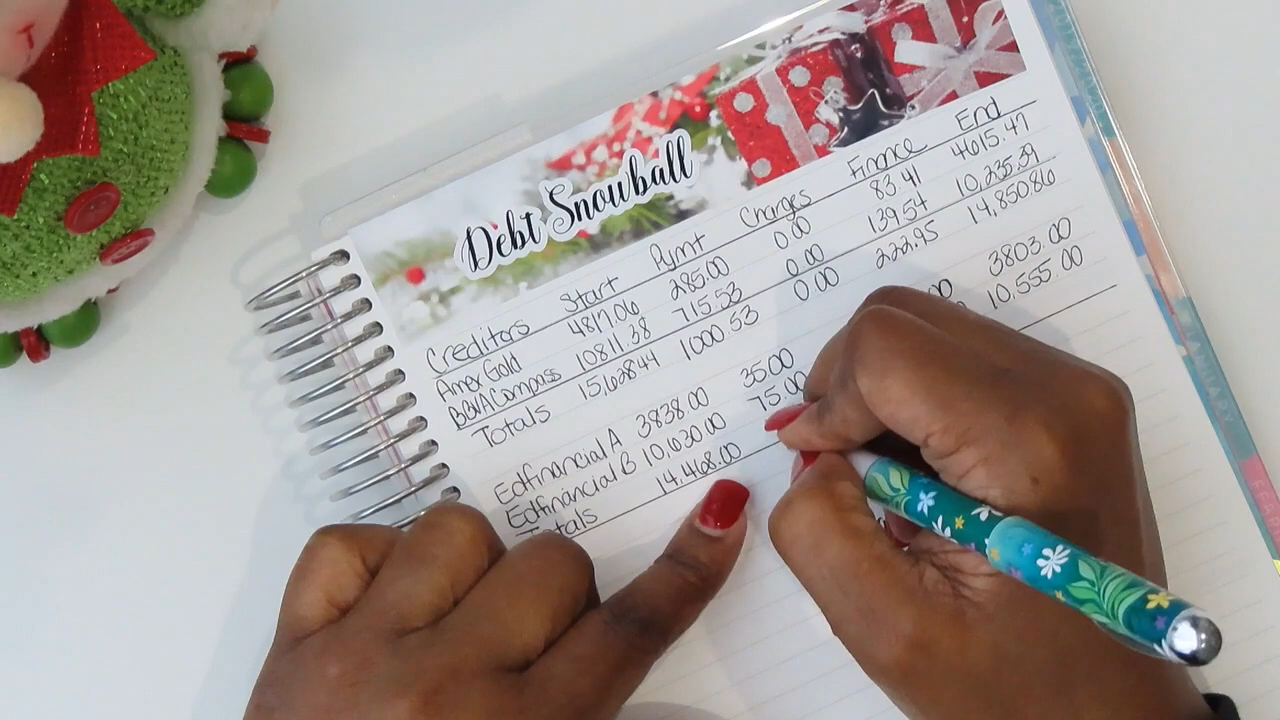 Debt Snowball
Creditors Start Pymt Charges Finance End
Amex Gold 4817.06 285.00 0.00 83.41 4615.47
BBVA Compass 10811.38 715.53 0.00 139.54 10,235.39
Totals 15,628.44 1000.53 0.00 222.95 14,850.86
Edfinancial A 3838.00 35.00 00 3803.00
Edfinancial B 10,630.00 75.00 10,555.00
Totals 14,468.00